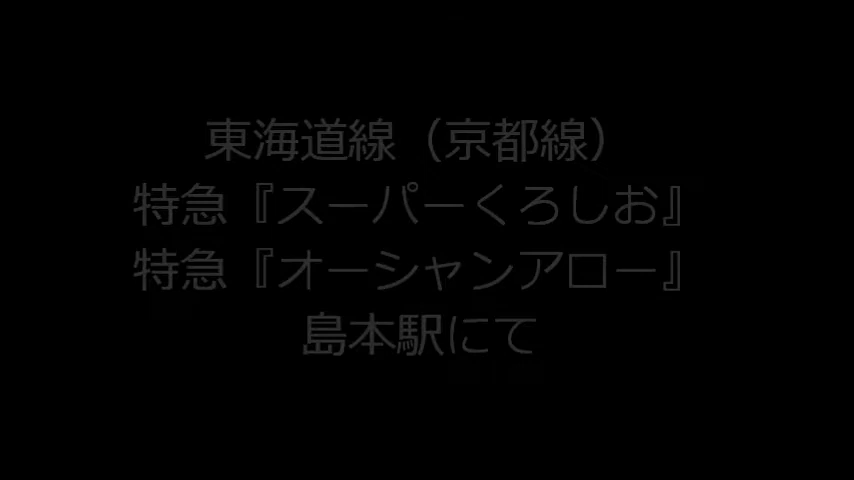 東海道線（京都線）
特急『スーパーくろしお』
特急『オーシャンアロー』
島本駅にて